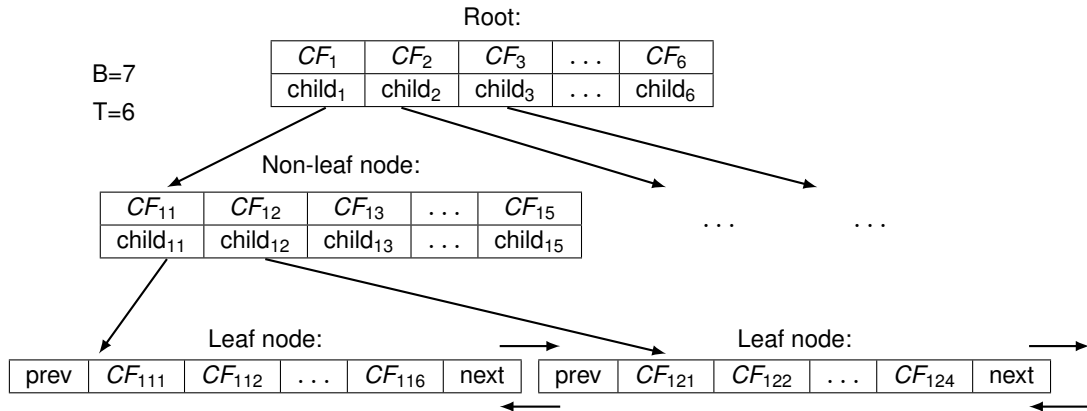 Root:
CF₁ CF₂ CF₃ ... CF₆
B=7
child₁ child₂ child₃ ... child₆
T=6
Non-leaf node:
CF₁₁ CF₁₂ CF₁₃ ... CF₁₅
child₁₁ child₁₂ child₁₃ ... child₁₅
... ...
Leaf node: Leaf node:
prev CF₁₁₁ CF₁₁₂ ... CF₁₁₆ next prev CF₁₂₁ CF₁₂₂ ... CF₁₂₄ next